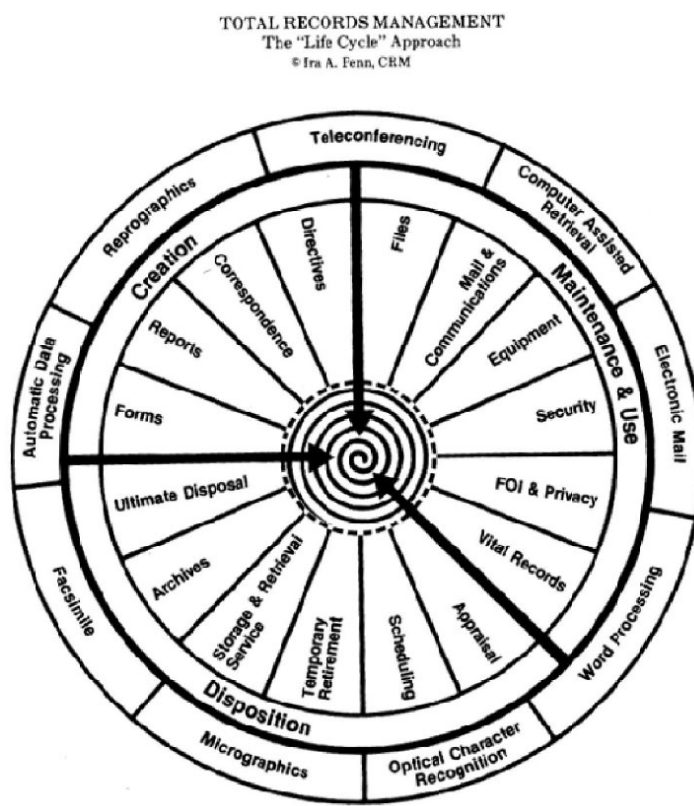 TOTAL RECORDS MANAGEMENT
The "Life Cycle" Approach
© Ira A. Fenn, CRM
Teleconferencing
Computer Assisted
Retrieval
Electronic Mail
Word Processing
Optical Character
Recognition
Micrographics
Facsimile
Automatic Data
Processing
Reprographics
Creation
Maintenance & Use
Disposition
Files
Mail &
Communications
Equipment
Security
FOI & Privacy
Vital Records
Appraisal
Scheduling
Temporary
Retirement
Storage & Retrieval
Service
Archives
Ultimate Disposal
Forms
Reports
Correspondence
Directives